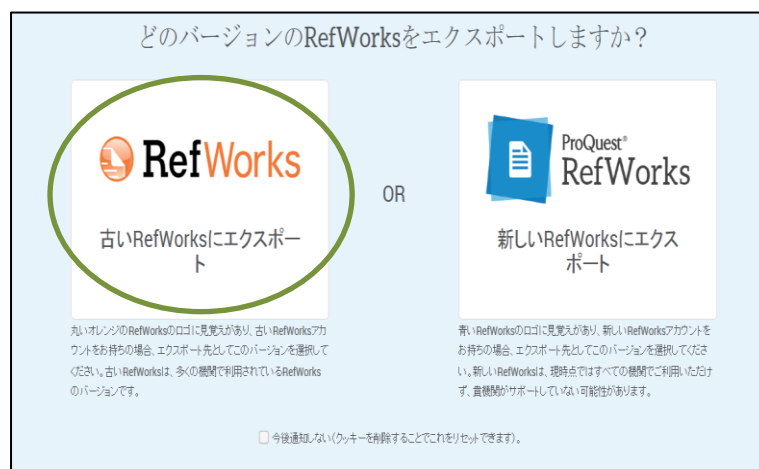 どのバージョンのRefWorksをエクスポートしますか？
RefWorks
古いRefWorksにエクスポー
ト
OR
ProQuest®
RefWorks
新しいRefWorksにエクス
ポート
丸いオレンジのRefWorksのロゴに見覚えがあり、古いRefWorksアカ
ウントをお持ちの場合、エクスポート先としてこのバージョンを選択して
ください。古いRefWorksは、多くの機関で利用されているRefWorks
のバージョンです。
青いRefWorksのロゴに見覚えがあり、新しいRefWorksアカウントを
お持ちの場合、エクスポート先としてこのバージョンを選択してくださ
い。新しいRefWorksは、現時点ではすべての機関でご利用いただけ
ず、貴機関がサポートしていない可能性があります。
今後通知しない(クッキーを削除することでこれをリセットできます)。